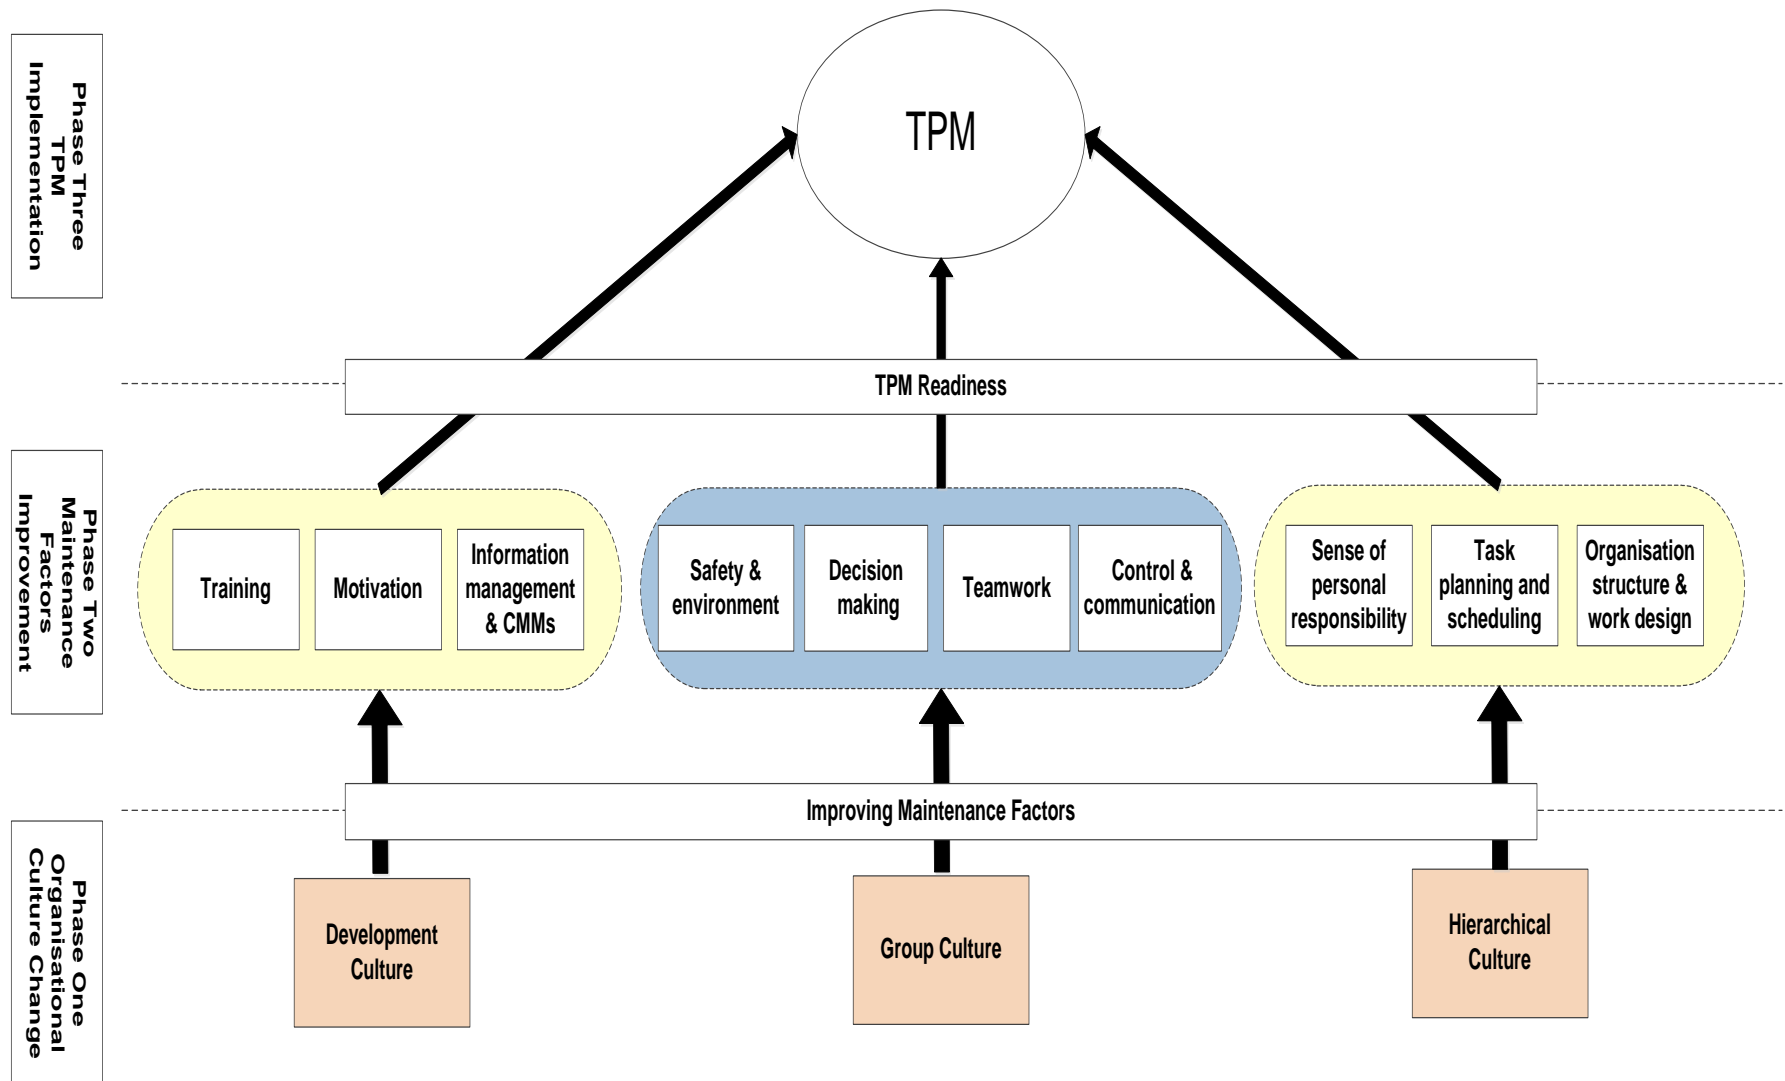 Phase Three
TPM
Implementation
TPM
TPM Readiness
Phase Two
Maintenance
Factors
Improvement
Training
Motivation
Information
management
& CMMs
Safety &
environment
Decision
making
Teamwork
Control &
communication
Sense of
personal
responsibility
Task
planning and
scheduling
Organisation
structure &
work design
Improving Maintenance Factors
Phase One
Organisational
Culture Change
Development
Culture
Group Culture
Hierarchical
Culture